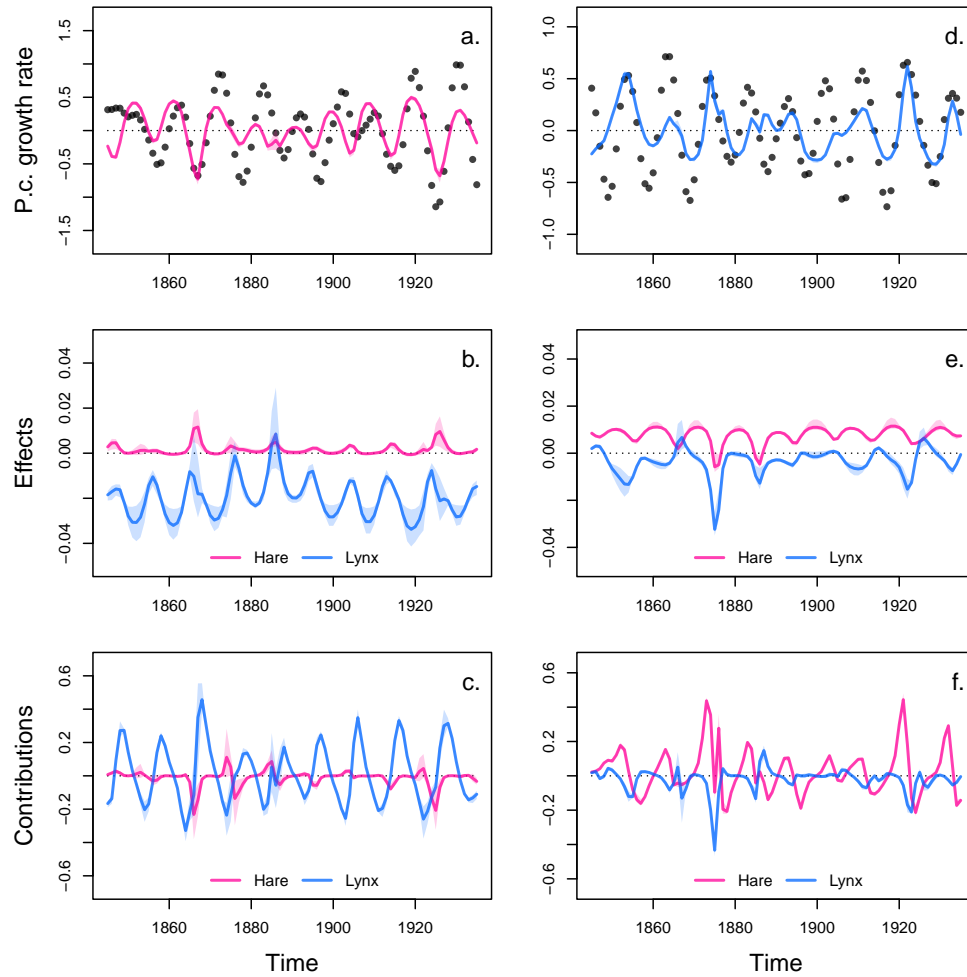 P.c. growth rate
1.5
0.5
−0.5
−1.5
a.
1860 1880 1900 1920
1.0
0.5
0.0
−0.5
−1.0
d.
1860 1880 1900 1920
Effects
0.04
0.00
−0.04
b.
Hare Lynx
1860 1880 1900 1920
0.04
0.02
0.00
−0.02
−0.04
e.
Hare Lynx
1860 1880 1900 1920
Contributions
0.6
0.2
−0.2
−0.6
c.
Hare Lynx
1860 1880 1900 1920
Time
0.6
0.2
−0.2
−0.6
f.
Hare Lynx
1860 1880 1900 1920
Time